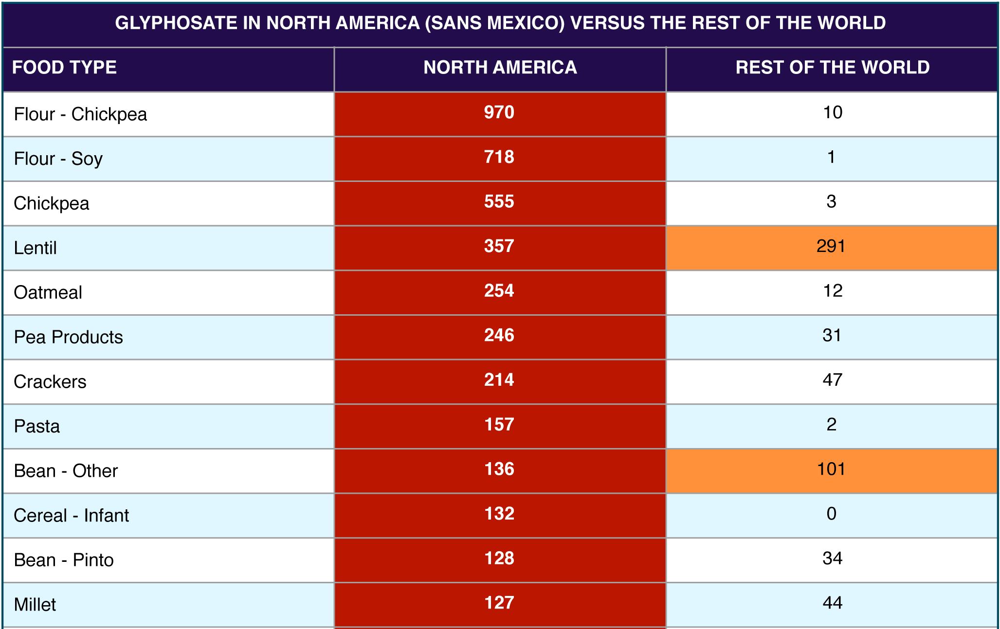 GLYPHOSATE IN NORTH AMERICA (SANS MEXICO) VERSUS THE REST OF THE WORLD
FOOD TYPE NORTH AMERICA REST OF THE WORLD
Flour - Chickpea 970 10
Flour - Soy 718 1
Chickpea 555 3
Lentil 357 291
Oatmeal 254 12
Pea Products 246 31
Crackers 214 47
Pasta 157 2
Bean - Other 136 101
Cereal - Infant 132 0
Bean - Pinto 128 34
Millet 127 44